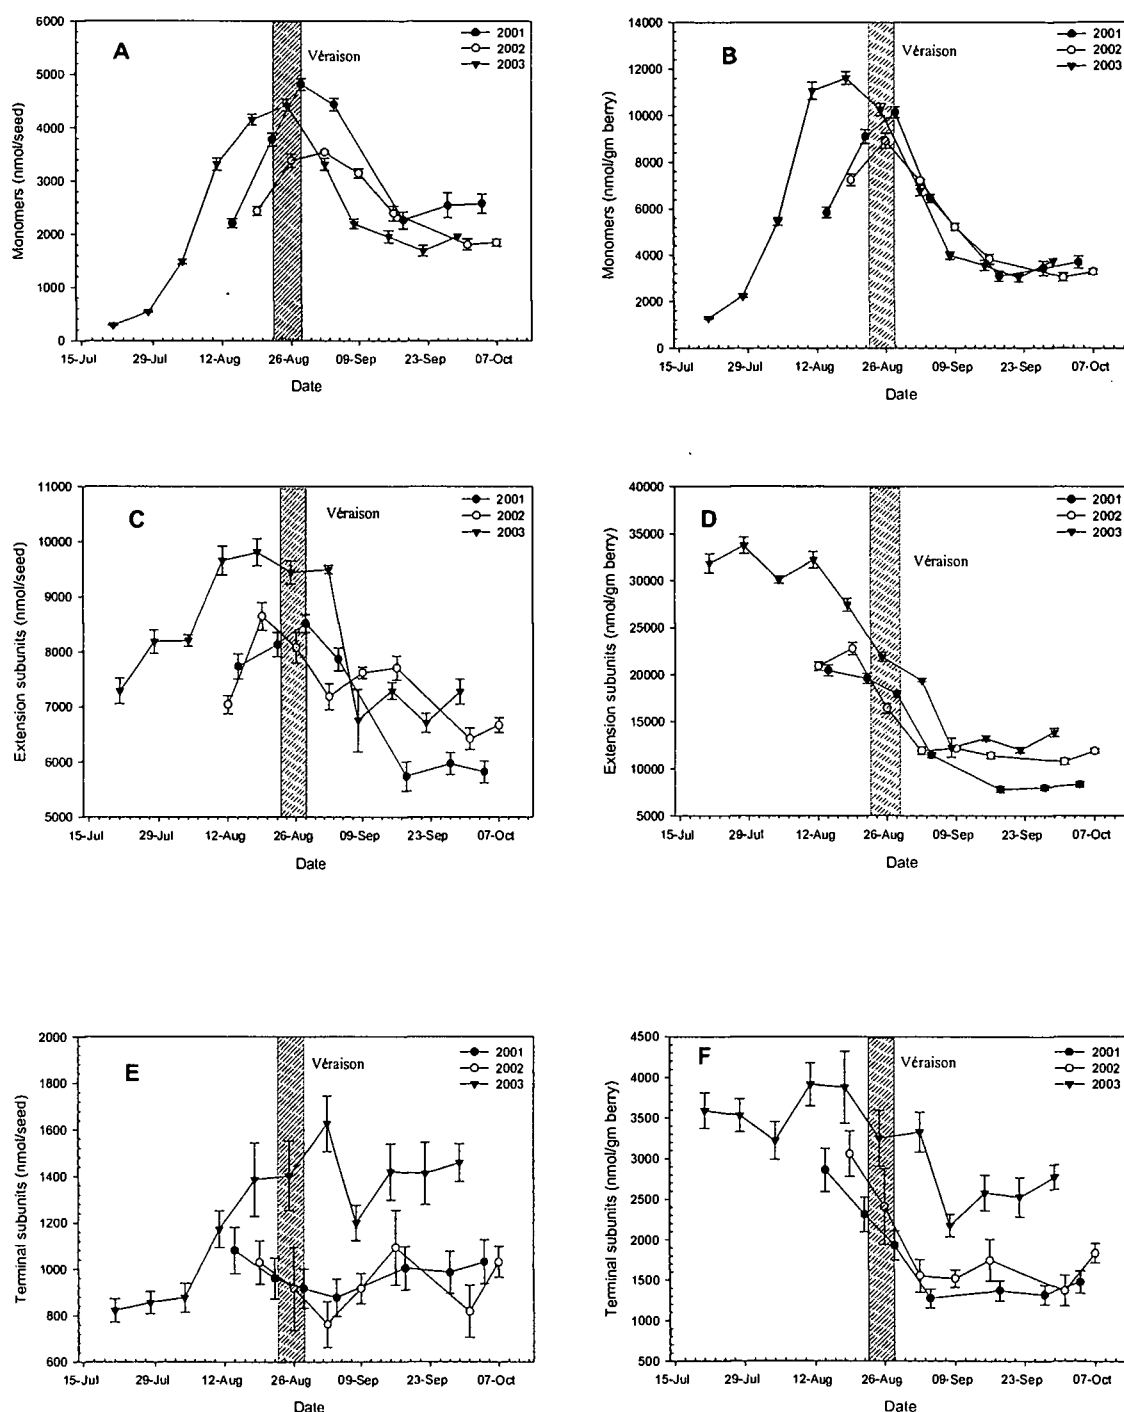 A
Véraison
2001
2002
2003
Monomers (nmol/seed)
6000
5000
4000
3000
2000
1000
0
15-Jul 29-Jul 12-Aug 26-Aug 09-Sep 23-Sep 07-Oct
Date
B
Véraison
2001
2002
2003
Monomers (nmol/gm berry)
14000
12000
10000
8000
6000
4000
2000
0
15-Jul 29-Jul 12-Aug 26-Aug 09-Sep 23-Sep 07-Oct
Date
C
Véraison
2001
2002
2003
Extension subunits (nmol/seed)
11000
10000
9000
8000
7000
6000
5000
15-Jul 29-Jul 12-Aug 26-Aug 09-Sep 23-Sep 07-Oct
Date
D
Véraison
2001
2002
2003
Extension subunits (nmol/gm berry)
40000
35000
30000
25000
20000
15000
10000
5000
15-Jul 29-Jul 12-Aug 26-Aug 09-Sep 23-Sep 07-Oct
Date
E
Véraison
2001
2002
2003
Terminal subunits (nmol/seed)
2000
1800
1600
1400
1200
1000
800
600
15-Jul 29-Jul 12-Aug 26-Aug 09-Sep 23-Sep 07-Oct
Date
F
Véraison
2001
2002
2003
Terminal subunits (nmol/gm berry)
4500
4000
3500
3000
2500
2000
1500
1000
500
15-Jul 29-Jul 12-Aug 26-Aug 09-Sep 23-Sep 07-Oct
Date